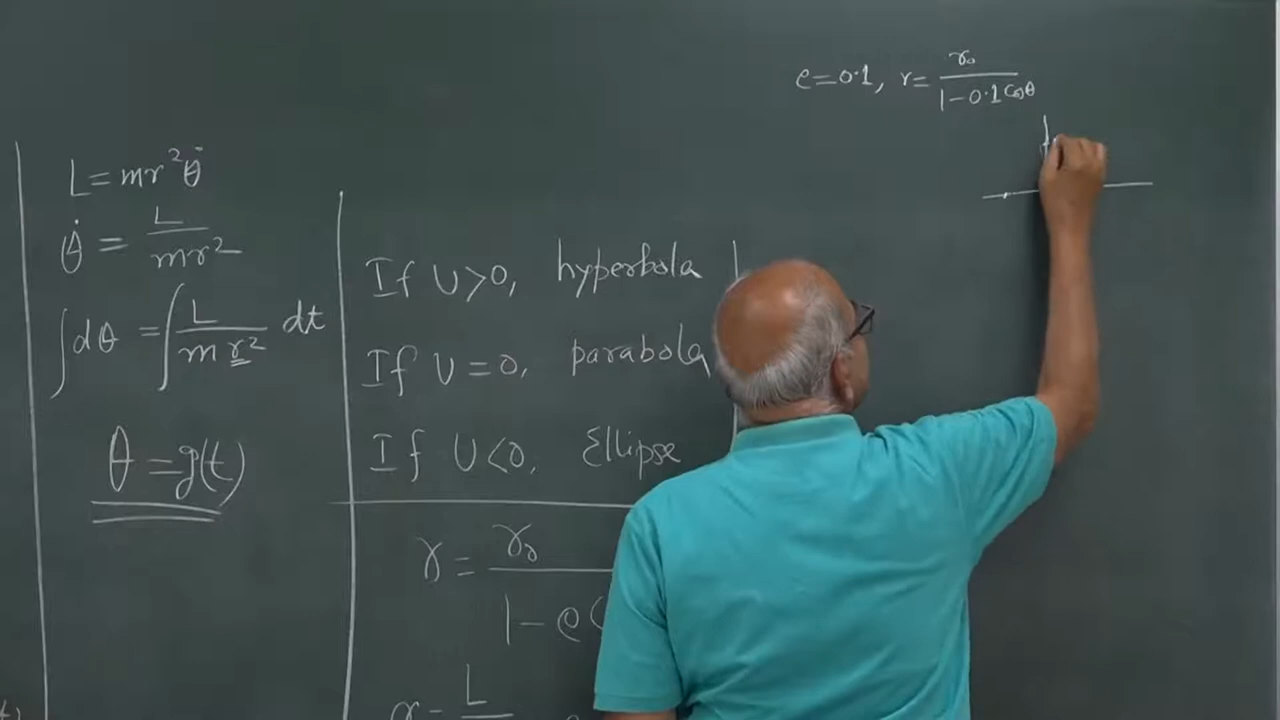 L = mr²θ̇
θ̇ = L/mr²
∫dθ = ∫ L/mr² dt
θ = g(t)
If U>0, hyperbola
If U=0, parabola
If U<0, Ellipse
r = r₀/1-e(
L
e=0.1, r= r₀/1-0.1Cosθ